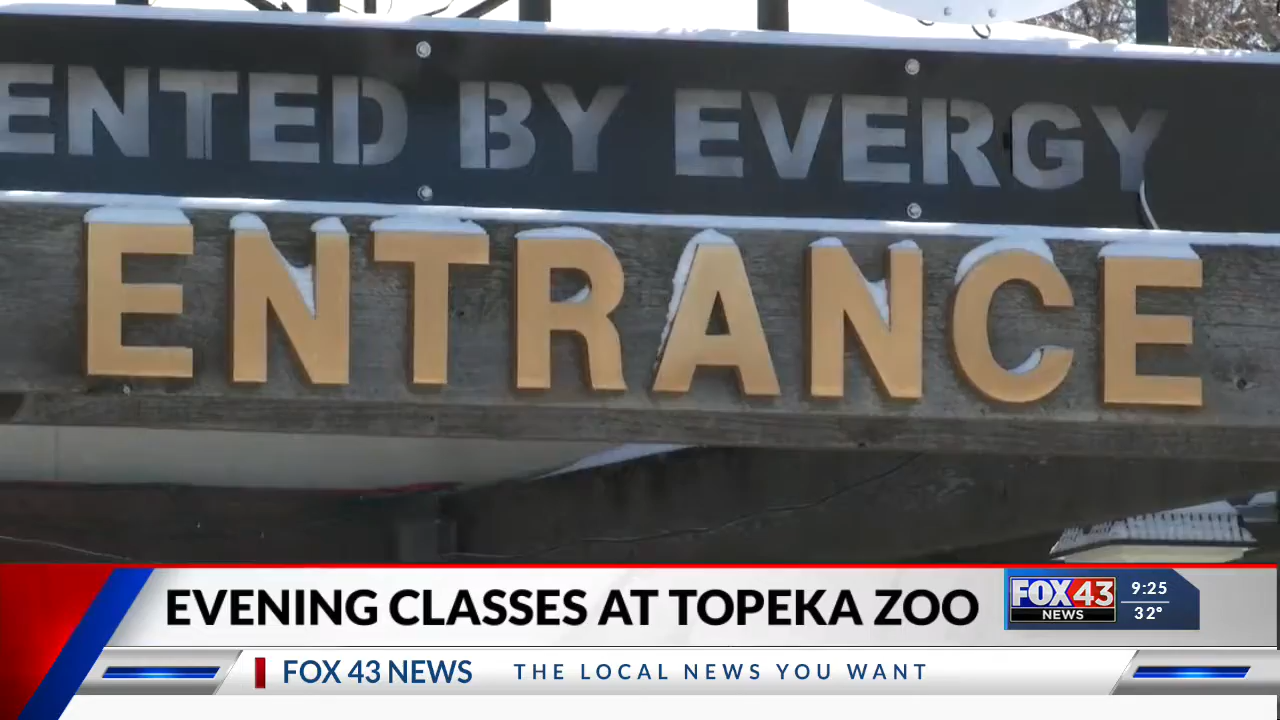 ENTED BY EVERGY
ENTRANCE
EVENING CLASSES AT TOPEKA ZOO
FOX 43 NEWS
9:25
32°
FOX 43 NEWS THE LOCAL NEWS YOU WANT